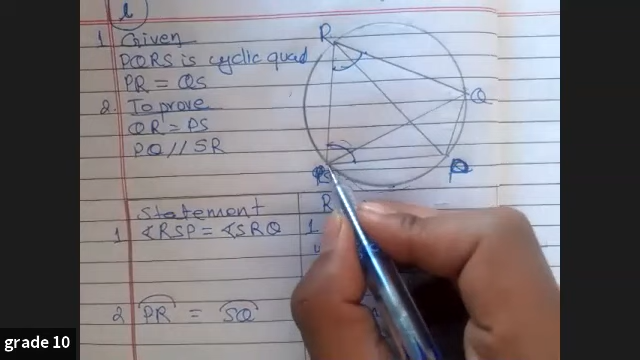 1 Given
PQRS is cyclic quad
PR = QS
2. To prove
QR = PS
PQ // SR
R
Q
Statement
R
1 ∢RSP = ∢SRQ
1
2 PR = SQ
grade 10